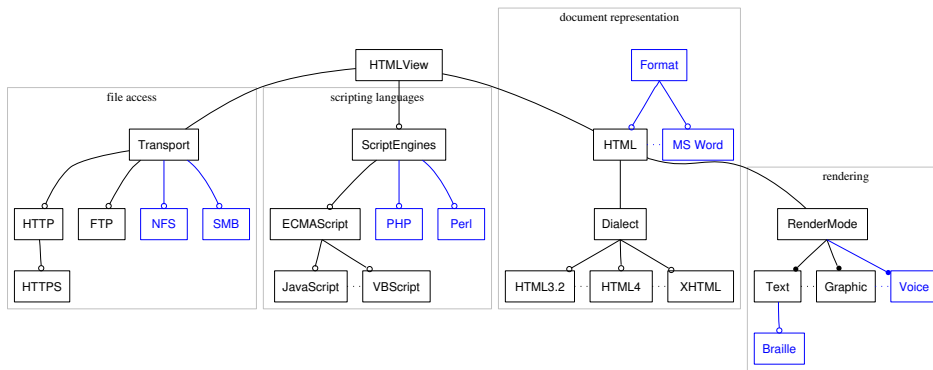 document representation
HTMLView
Format
file access
scripting languages
Transport
ScriptEngines
HTML
MS Word
rendering
HTTP
FTP
NFS
SMB
ECMAScript
PHP
Perl
Dialect
RenderMode
HTTPS
JavaScript
VBScript
HTML3.2
HTML4
XHTML
Text
Graphic
Voice
Braille